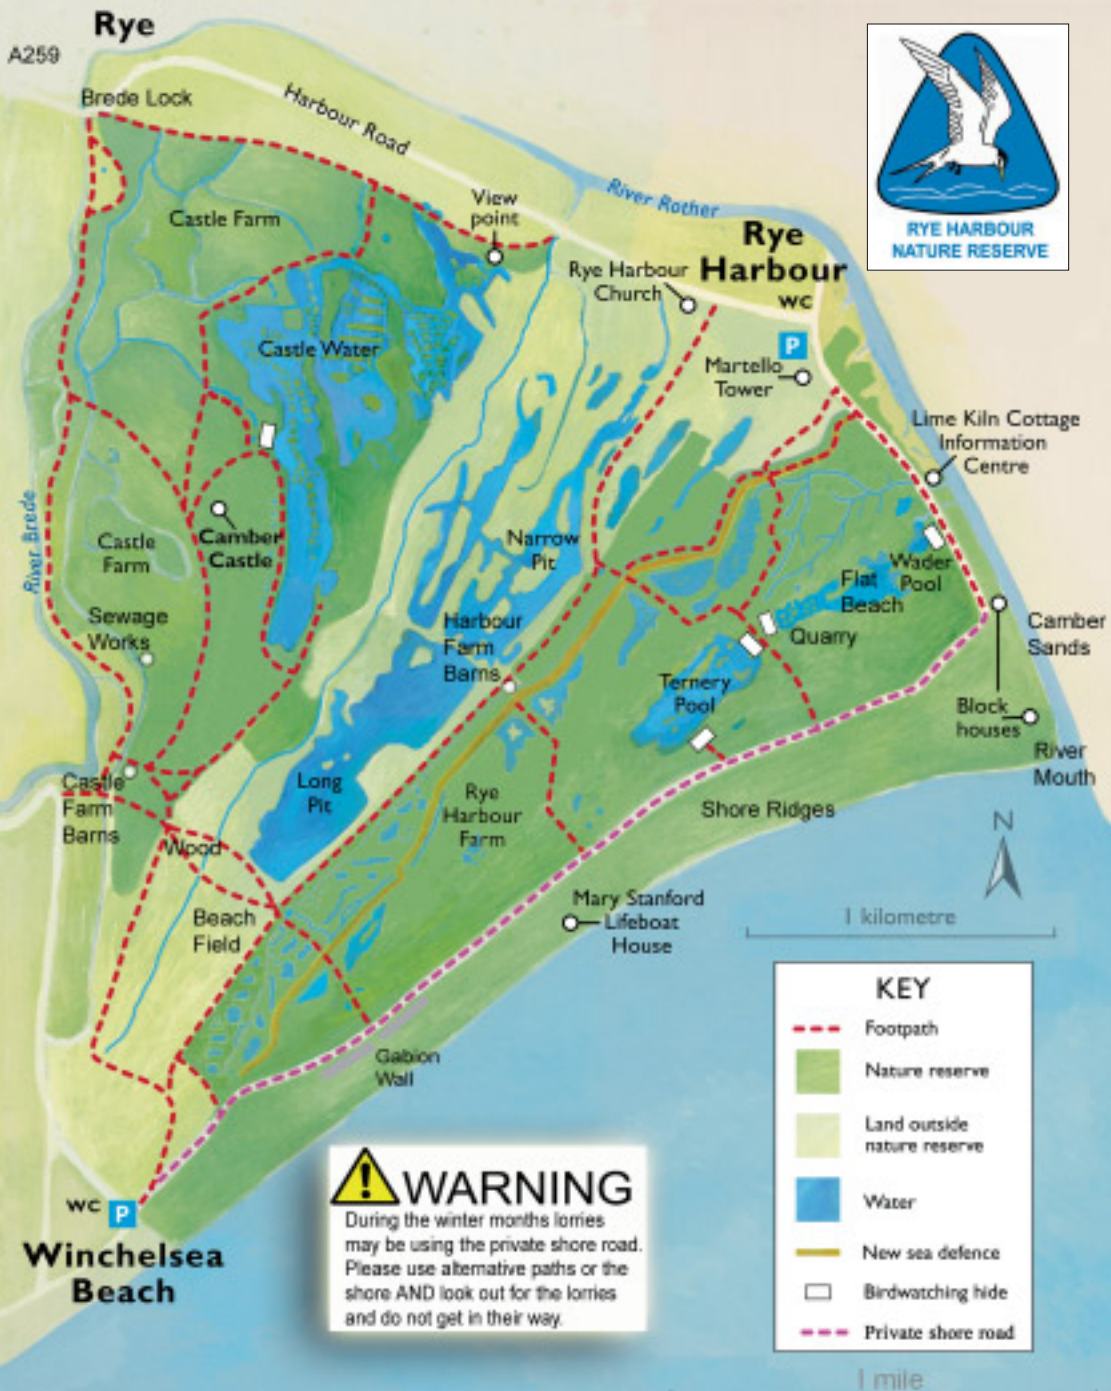 Rye
A259
Brede Lock
Harbour Road
RYE HARBOUR
NATURE RESERVE
View
point
River Rother
Castle Farm
Rye
Harbour
WC
Rye Harbour
Church
P
Castle Water
Martello
Tower
Lime Kiln Cottage
Information
Centre
River Brede
Camber
Castle
Castle
Farm
Narrow
Pit
Wader
Pool
Flat
Beach
Sewage
Works
Harbour
Farm
Barns
Quarry
Camber
Sands
Ternery
Pool
Block
houses
River
Mouth
Castle
Farm
Barns
Long
Pit
Rye
Harbour
Farm
Shore Ridges
N
Wood
Beach
Field
Mary Stanford
Lifeboat
House
1 kilometre
Gabion
Wall
KEY
Footpath
Nature reserve
Land outside
nature reserve
Water
New sea defence
Birdwatching hide
Private shore road
WARNING
During the winter months lorries
may be using the private shore road.
Please use alternative paths or the
shore AND look out for the lorries
and do not get in their way.
WC P
Winchelsea
Beach
1 mile